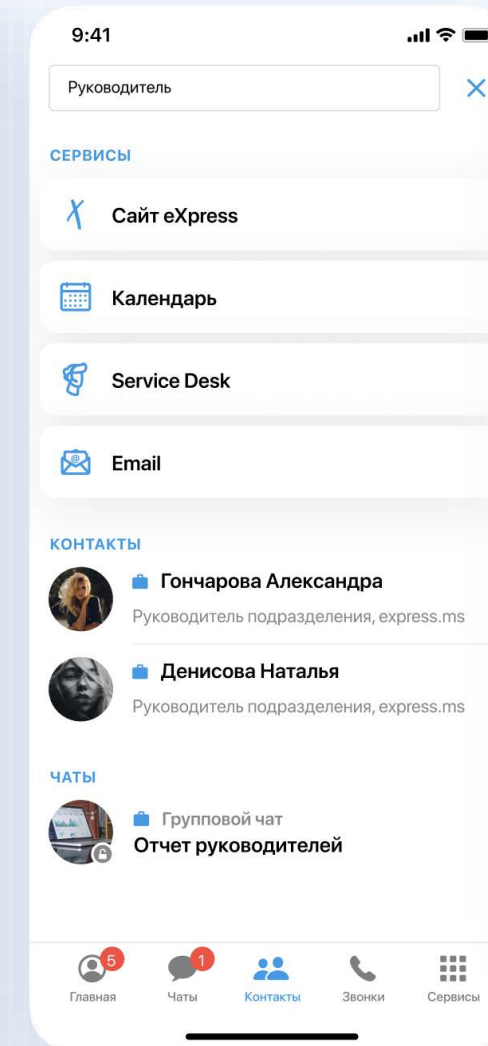 9:41
Руководитель
СЕРВИСЫ
Сайт eXpress
Календарь
Service Desk
Email
КОНТАКТЫ
Гончарова Александра
Руководитель подразделения, express.ms
Денисова Наталья
Руководитель подразделения, express.ms
ЧАТЫ
Групповой чат
Отчет руководителей
5 1
Главная Чаты Контакты Звонки Сервисы